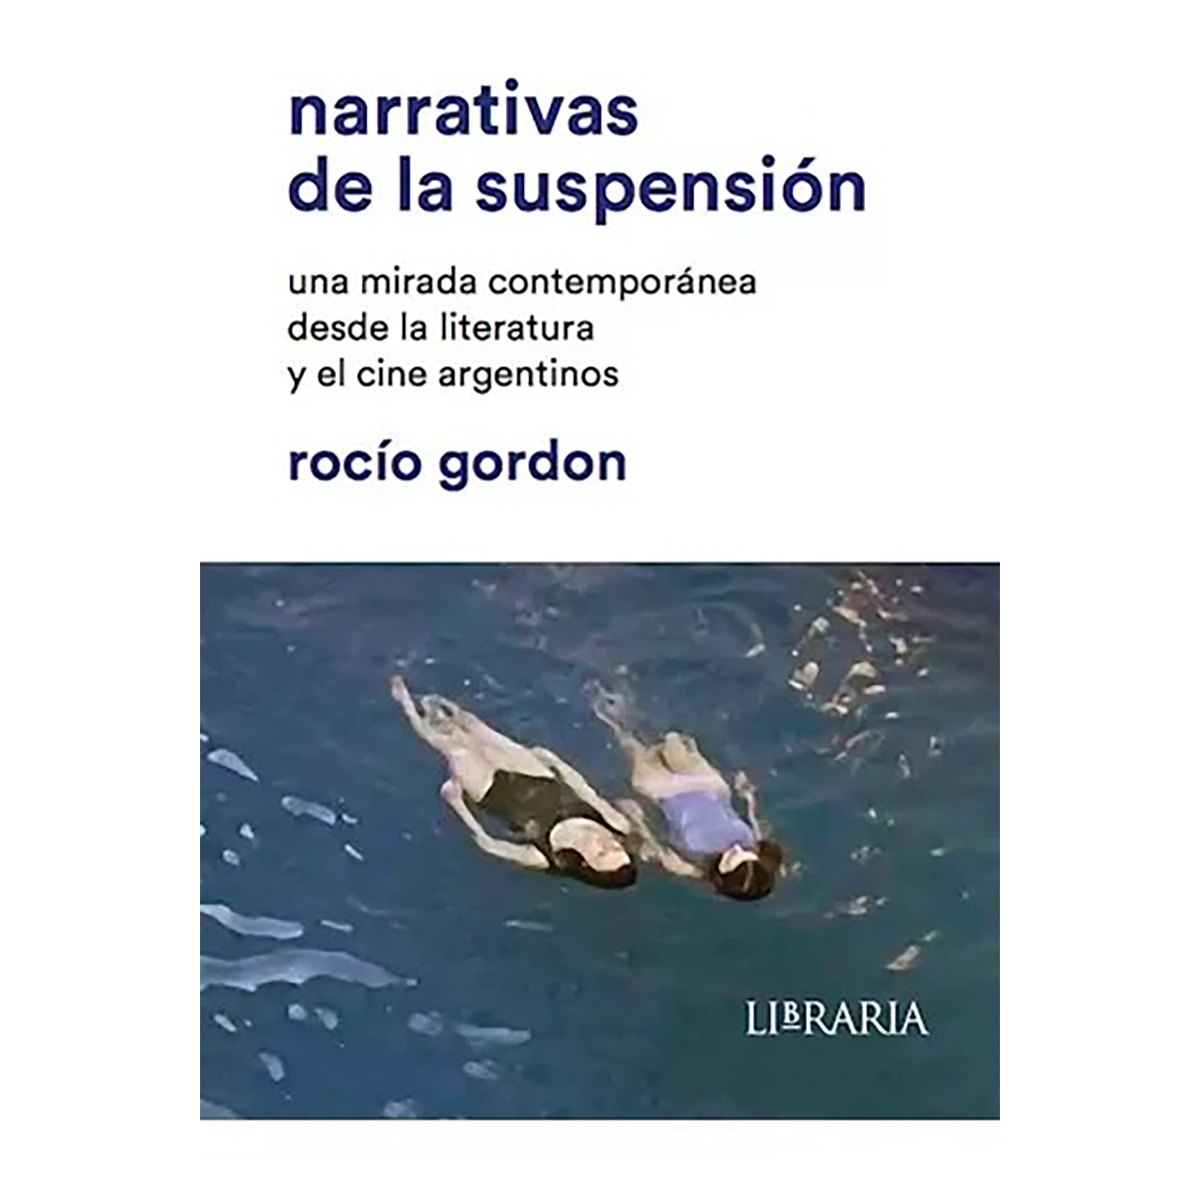 narrativas
de la suspensión
una mirada contemporánea
desde la literatura
y el cine argentinos
rocío gordon
LIBRARIA